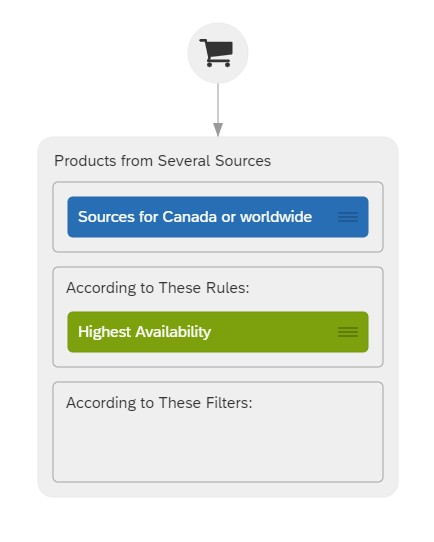 Products from Several Sources
Sources for Canada or worldwide
According to These Rules:
Highest Availability
According to These Filters: